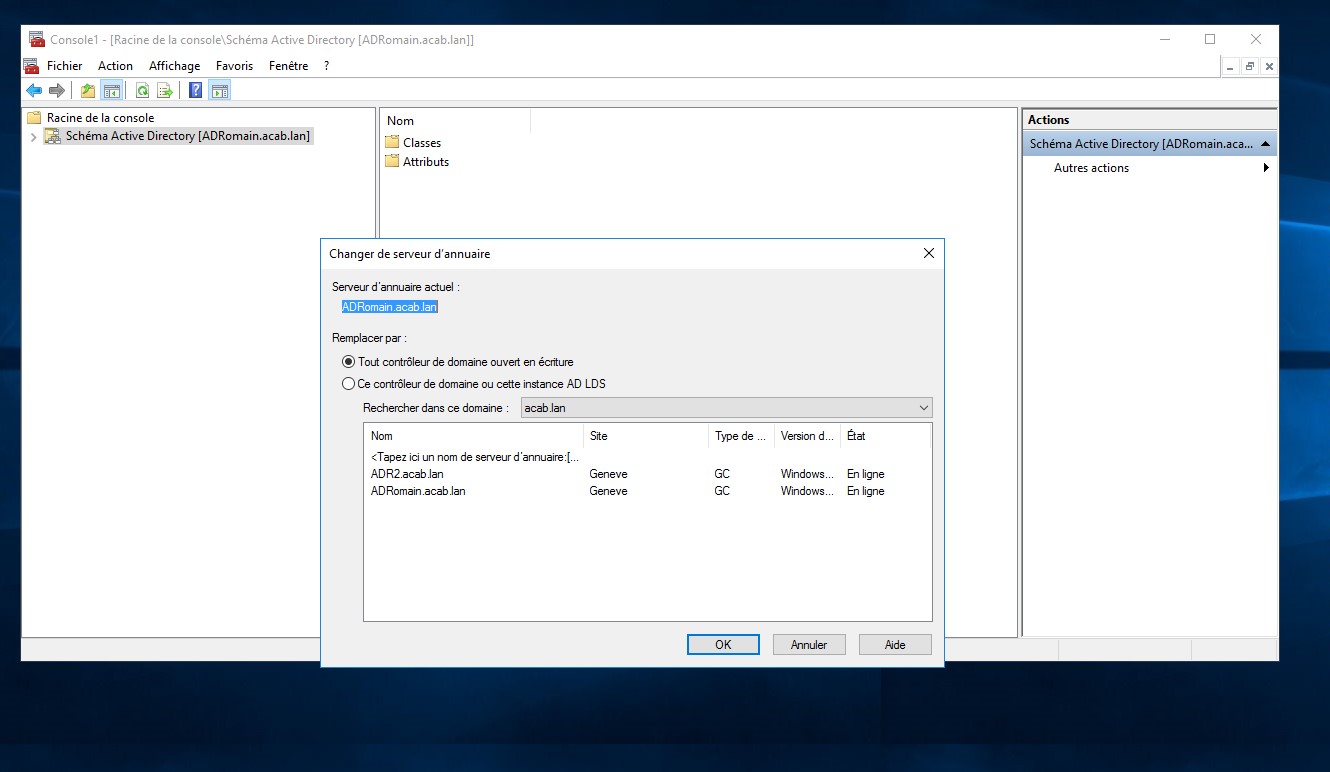 Console1 - [Racine de la console\Schéma Active Directory [ADRomain.acab.lan]]
Fichier Action Affichage Favoris Fenêtre ?
Racine de la console
Schéma Active Directory [ADRomain.acab.lan]
Nom
Classes
Attributs
Actions
Schéma Active Directory [ADRomain.aca...
Autres actions
Changer de serveur d'annuaire
Serveur d'annuaire actuel :
ADRomain.acab.lan
Remplacer par :
Tout contrôleur de domaine ouvert en écriture
Ce contrôleur de domaine ou cette instance AD LDS
Rechercher dans ce domaine : acab.lan
Nom Site Type de ... Version d... État
<Tapez ici un nom de serveur d'annuaire:[...
ADR2.acab.lan Geneve GC Windows... En ligne
ADRomain.acab.lan Geneve GC Windows... En ligne
OK Annuler Aide